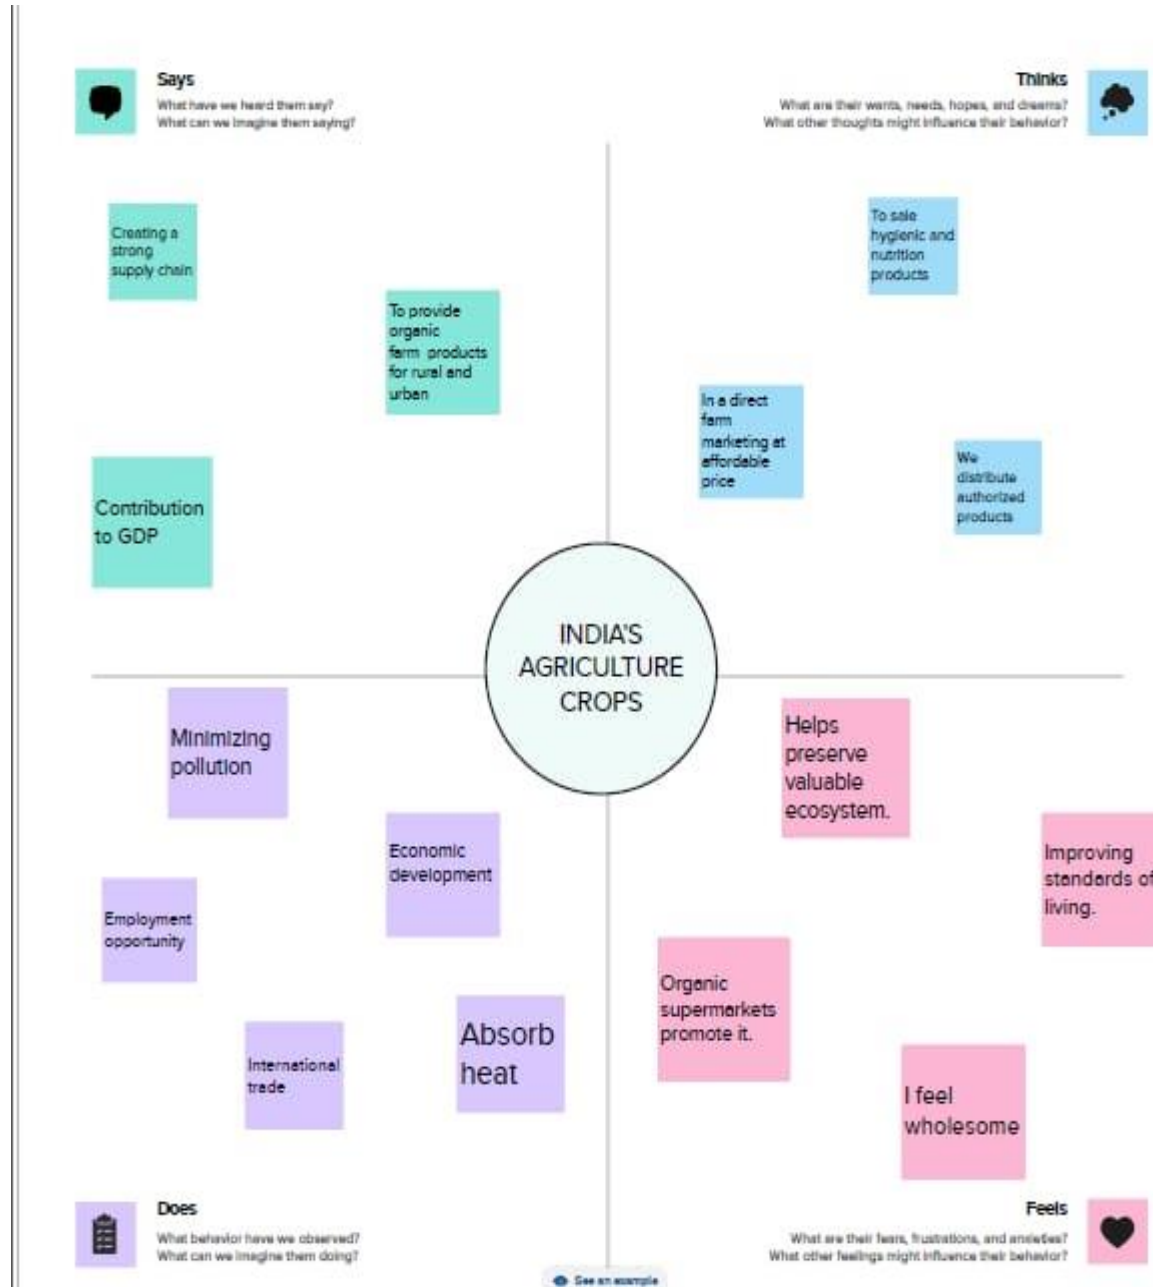 Says
What have we heard them say?
What can we imagine them saying?
Thinks
What are their wants, needs, hopes, and dreams?
What other thoughts might influence their behavior?
Creating a
strong
supply chain
To provide
organic
farm products
for rural and
urban
Contribution
to GDP
To sale
hygienic and
nutrition
products
In a direct
farm
marketing at
affordable
price
We
distribute
authorized
products
INDIA'S
AGRICULTURE
CROPS
Minimizing
pollution
Economic
development
Employment
opportunity
International
trade
Absorb
heat
Helps
preserve
valuable
ecosystem.
Improving
standards of
living.
Organic
supermarkets
promote it.
I feel
wholesome
Does
What behavior have we observed?
What can we imagine them doing?
Feels
What are their fears, frustrations, and anxieties?
What other feelings might influence their behavior?
See an example